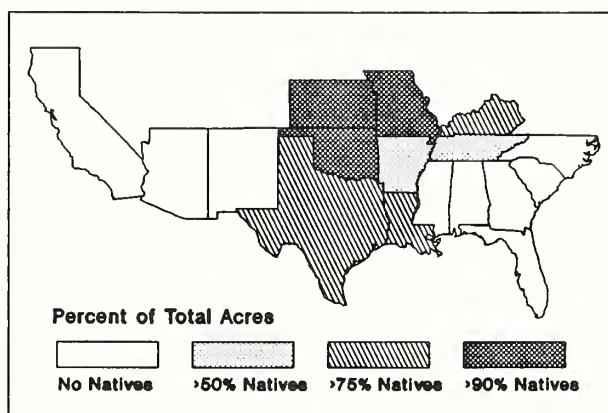 Percent of Total Acres
No Natives >50% Natives >75% Natives >90% Natives